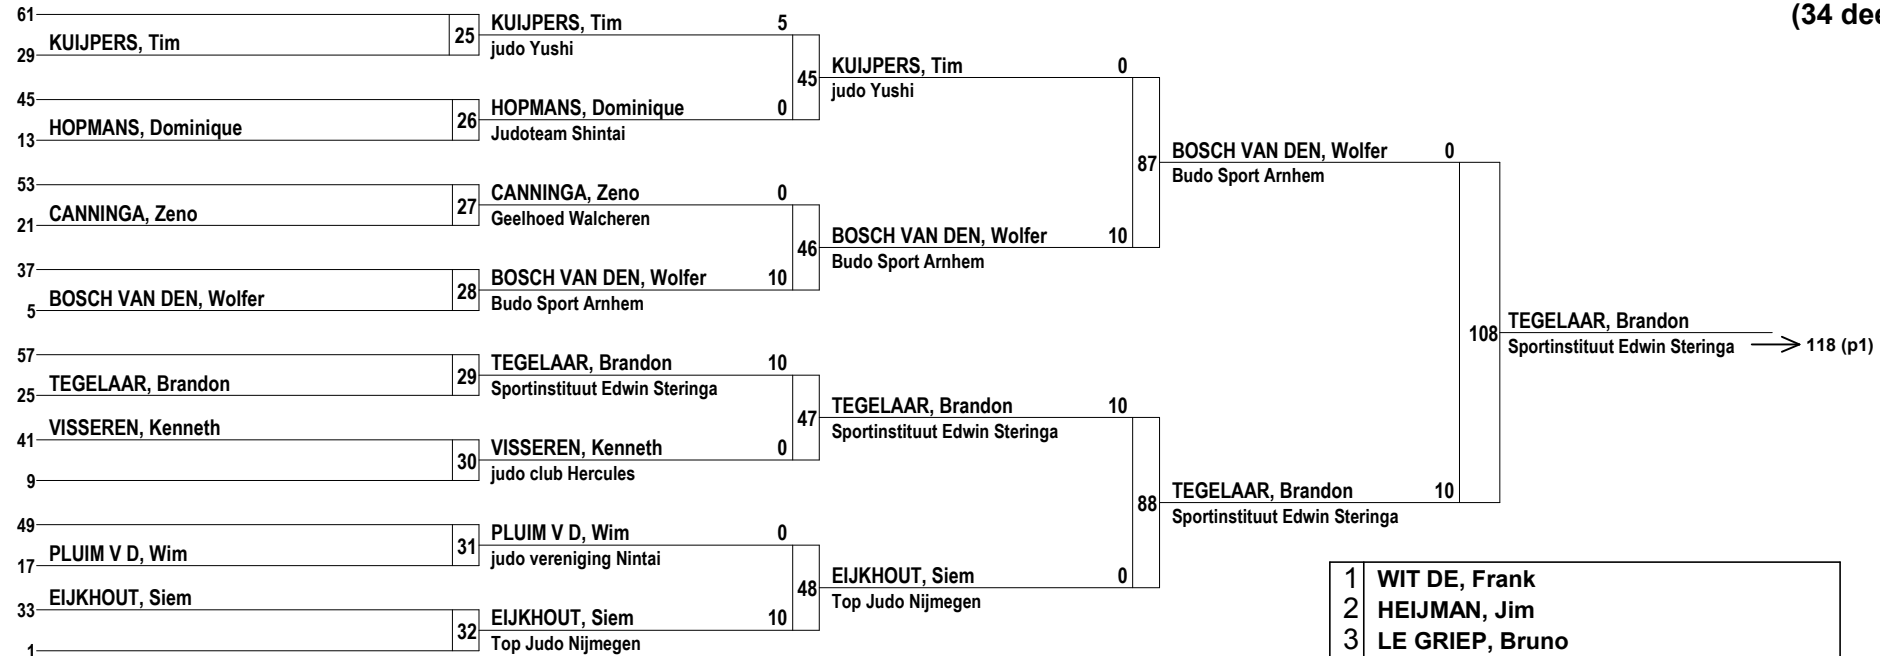 (34 dee
61
KUIJPERS, Tim
29
25
KUIJPERS, Tim 5
judo Yushi
45
KUIJPERS, Tim 0
judo Yushi
45
HOPMANS, Dominique
13
26
HOPMANS, Dominique 0
Judoteam Shintai
87
BOSCH VAN DEN, Wolfer 0
Budo Sport Arnhem
53
CANNINGA, Zeno
21
27
CANNINGA, Zeno 0
Geelhoed Walcheren
46
BOSCH VAN DEN, Wolfer 10
Budo Sport Arnhem
37
BOSCH VAN DEN, Wolfer
5
28
BOSCH VAN DEN, Wolfer 10
Budo Sport Arnhem
108
TEGELAAR, Brandon
Sportinstituut Edwin Steringa
118 (p1)
57
TEGELAAR, Brandon
25
29
TEGELAAR, Brandon 10
Sportinstituut Edwin Steringa
47
TEGELAAR, Brandon 10
Sportinstituut Edwin Steringa
VISSEREN, Kenneth
41
9
30
VISSEREN, Kenneth 0
judo club Hercules
88
TEGELAAR, Brandon 10
Sportinstituut Edwin Steringa
49
PLUIM V D, Wim
17
31
PLUIM V D, Wim 0
judo vereniging Nintai
48
EIJKHOUT, Siem 0
Top Judo Nijmegen
EIJKHOUT, Siem
33
1
32
EIJKHOUT, Siem 10
Top Judo Nijmegen
1 WIT DE, Frank
2 HEIJMAN, Jim
3 LE GRIEP, Bruno